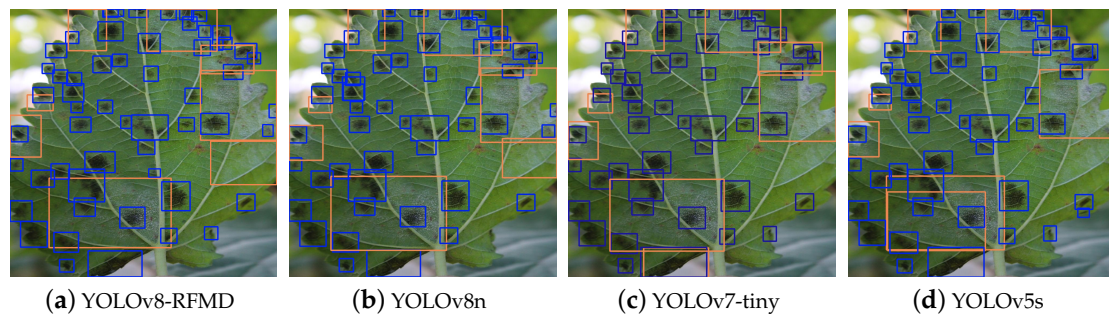 (a) YOLOv8-RFMD
(b) YOLOv8n
(c) YOLOv7-tiny
(d) YOLOv5s